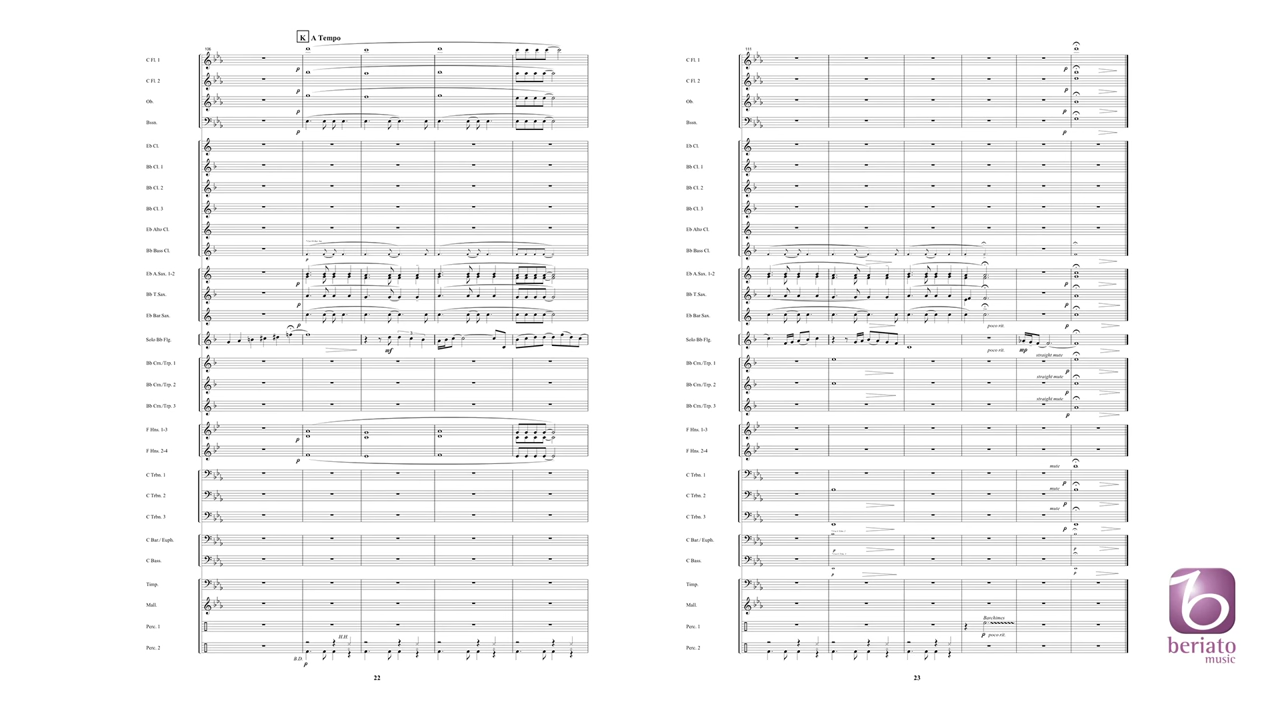 K A Tempo
106
C Fl. 1
C Fl. 2
Ob.
Bssn.
Eb Cl.
Bb Cl. 1
Bb Cl. 2
Bb Cl. 3
Eb Alto Cl.
Bb Bass Cl.
Eb A.Sax. 1-2
Bb T.Sax.
Eb Bar Sax.
Solo Bb Flg.
Bb Crn./Trp. 1
Bb Crn./Trp. 2
Bb Crn./Trp. 3
F Hns. 1-3
F Hns. 2-4
C Trbn. 1
C Trbn. 2
C Trbn. 3
C Bar / Euph.
C Bass.
Timp.
Mall.
Perc. 1
Perc. 2
p
p
p
p
p
p
p
p
mf
p
H.H.
B.D.
p
22
111
C Fl. 1
C Fl. 2
Ob.
Bssn.
Eb Cl.
Bb Cl. 1
Bb Cl. 2
Bb Cl. 3
Eb Alto Cl.
Bb Bass Cl.
Eb A.Sax. 1-2
Bb T.Sax.
Eb Bar Sax.
Solo Bb Flg.
Bb Crn./Trp. 1
Bb Crn./Trp. 2
Bb Crn./Trp. 3
F Hns. 1-3
F Hns. 2-4
C Trbn. 1
C Trbn. 2
C Trbn. 3
C Bar / Euph.
C Bass.
Timp.
Mall.
Perc. 1
Perc. 2
p
p
p
p
poco rit.
poco rit.
mp
straight mute
p
straight mute
p
straight mute
p
mute
p
mute
p
mute
p
p
p
p
p
Barchimes
p poco rit.
23
beriato
music